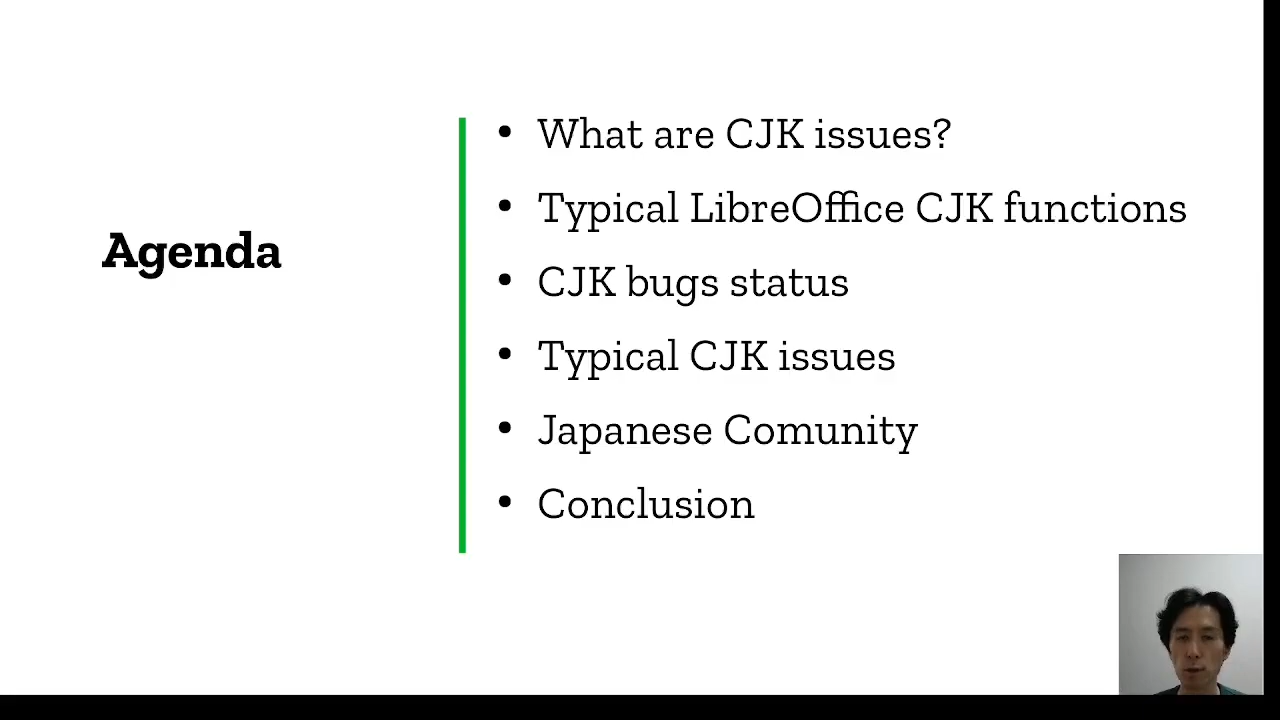 Agenda
• What are CJK issues?
• Typical LibreOffice CJK functions
• CJK bugs status
• Typical CJK issues
• Japanese Comunity
• Conclusion